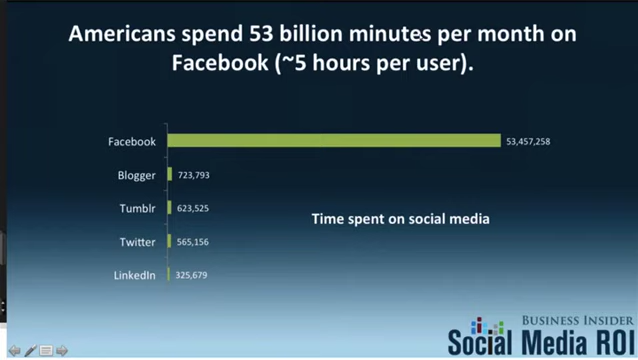 Americans spend 53 billion minutes per month on
Facebook (~5 hours per user).
Facebook 53,457,258
Blogger 723,793
Tumblr 623,525
Time spent on social media
Twitter 565,156
LinkedIn 325,679
BUSINESS INSIDER
Social Media ROI